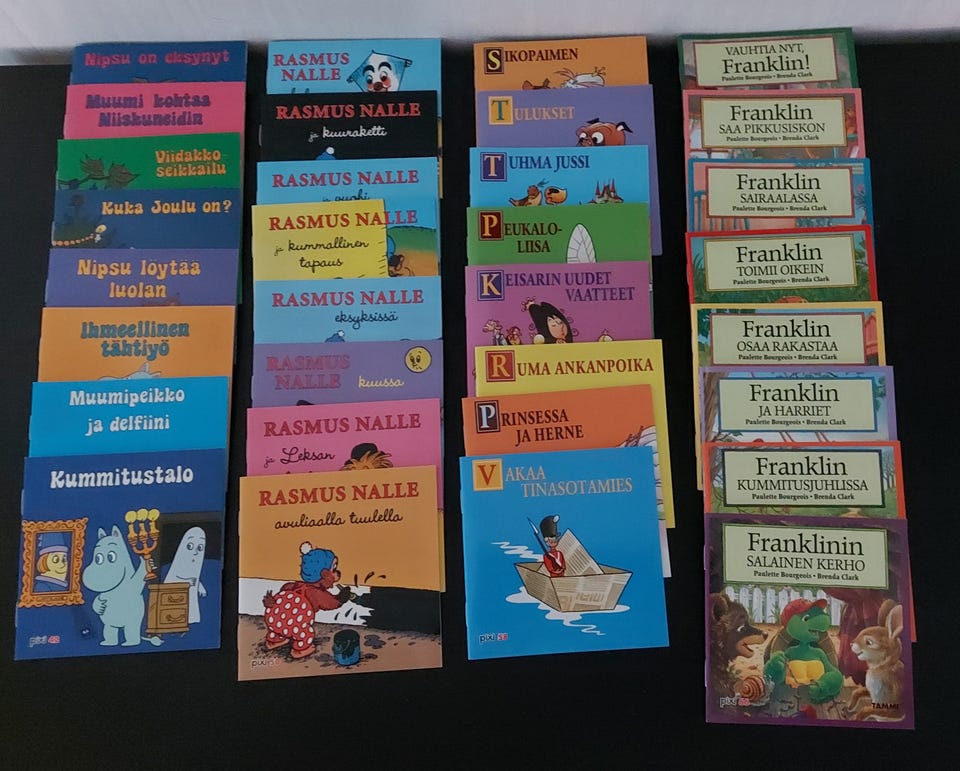 Nipsu on eksynyt
Muumi kohtaa
Niiskuneidin
Viidakko-
seikkailu
Kuka Joulu on?
Nipsu löytää
luolan
Ihmeellinen
tähtiyö
Muumipeikko
ja delfiini
Kummitustalo
pixi 42
RASMUS
NALLE
RASMUS NALLE
ja kuuraketti
RASMUS NALLE
RASMUS NALLE
ja kummallinen
tapaus
RASMUS NALLE
eksyksissä
RASMUS
NALLE kuussa
RASMUS NALLE
ja Leksan
RASMUS NALLE
avuliaalla tuulella
pixi
SIKOPAIMEN
TULUKSET
TUHMA JUSSI
PEUKALO-
LIISA
KEISARIN UUDET
VAATTEET
RUMA ANKANPOIKA
PRINSESSA
JA HERNE
VAKAA
TINASOTAMIES
pixi 58
VAUHTIA NYT,
Franklin!
Paulette Bourgeois • Brenda Clark
Franklin
SAA PIKKUSISKON
Paulette Bourgeois • Brenda Clark
Franklin
SAIRAALASSA
Paulette Bourgeois • Brenda Clark
Franklin
TOIMII OIKEIN
Paulette Bourgeois • Brenda Clark
Franklin
OSAA RAKASTAA
Paulette Bourgeois • Brenda Clark
Franklin
JA HARRIET
Paulette Bourgeois • Brenda Clark
Franklin
KUMMITUSJUHLISSA
Paulette Bourgeois • Brenda Clark
Franklinin
SALAINEN KERHO
Paulette Bourgeois • Brenda Clark
pixi
TAMMI